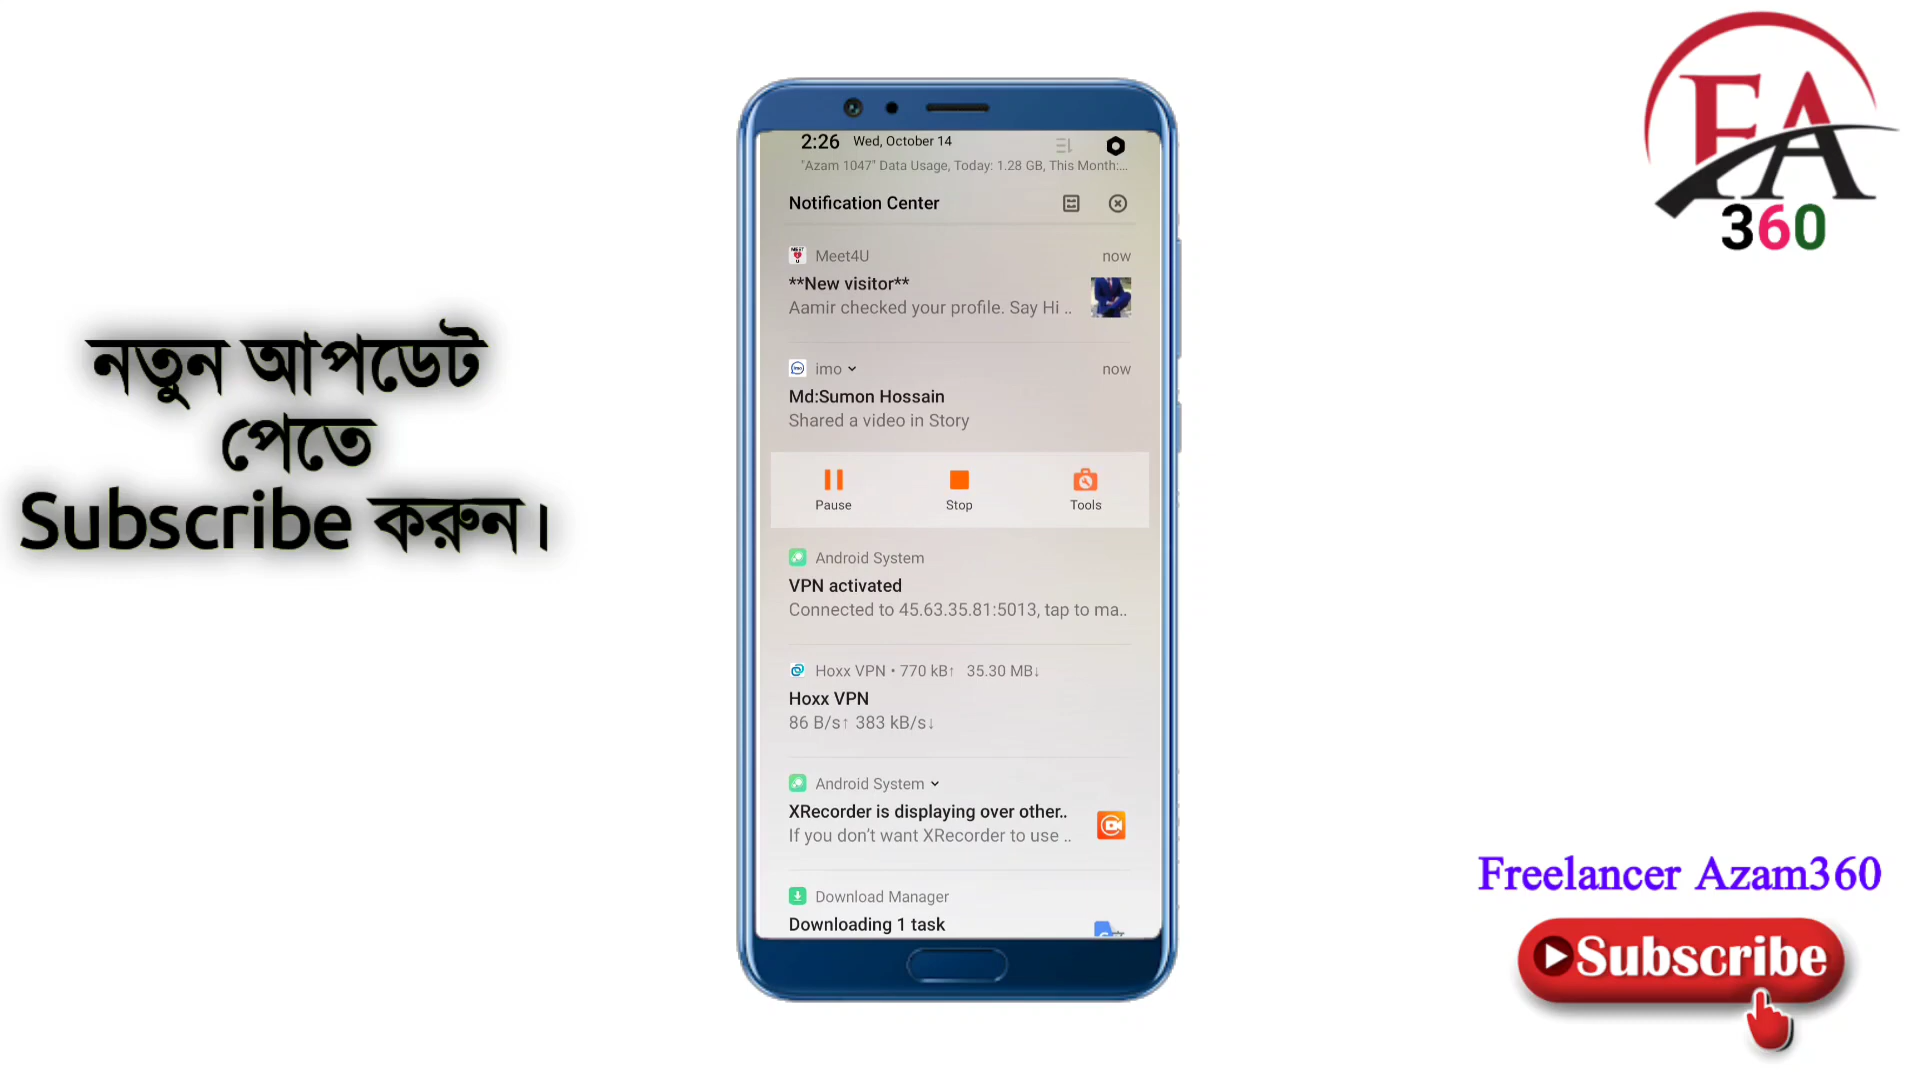 নতুন আপডেট
পেতে
Subscribe করুন।
2:26 Wed, October 14
"Azam 1047" Data Usage, Today: 1.28 GB, This Month:...
Notification Center
Meet4U now
**New visitor**
Aamir checked your profile. Say Hi ..
imo now
Md:Sumon Hossain
Shared a video in Story
Pause Stop Tools
Android System
VPN activated
Connected to 45.63.35.81:5013, tap to ma..
Hoxx VPN • 770 kB↑ 35.30 MB↓
Hoxx VPN
86 B/s↑ 383 kB/s↓
Android System
XRecorder is displaying over other..
If you don't want XRecorder to use ..
Download Manager
Downloading 1 task
FA
360
Freelancer Azam360
Subscribe